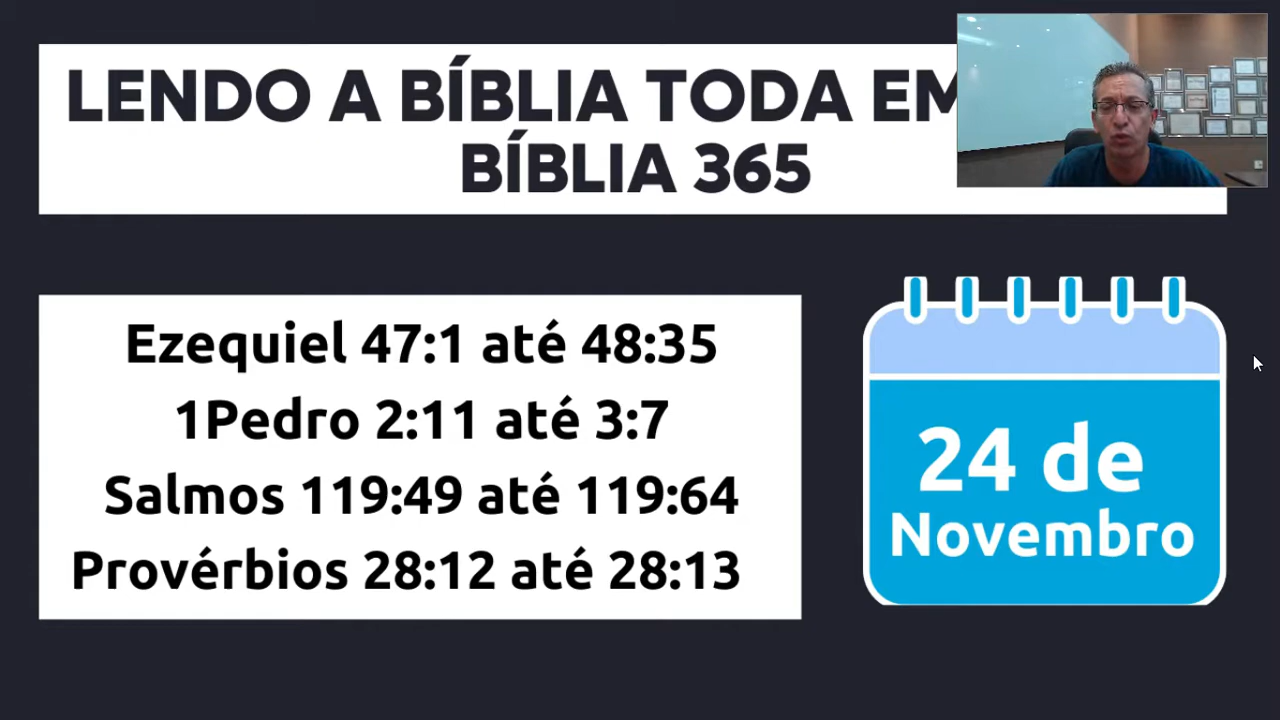 LENDO A BÍBLIA TODA EM
BÍBLIA 365
Ezequiel 47:1 até 48:35
1Pedro 2:11 até 3:7
Salmos 119:49 até 119:64
Provérbios 28:12 até 28:13
24 de
Novembro